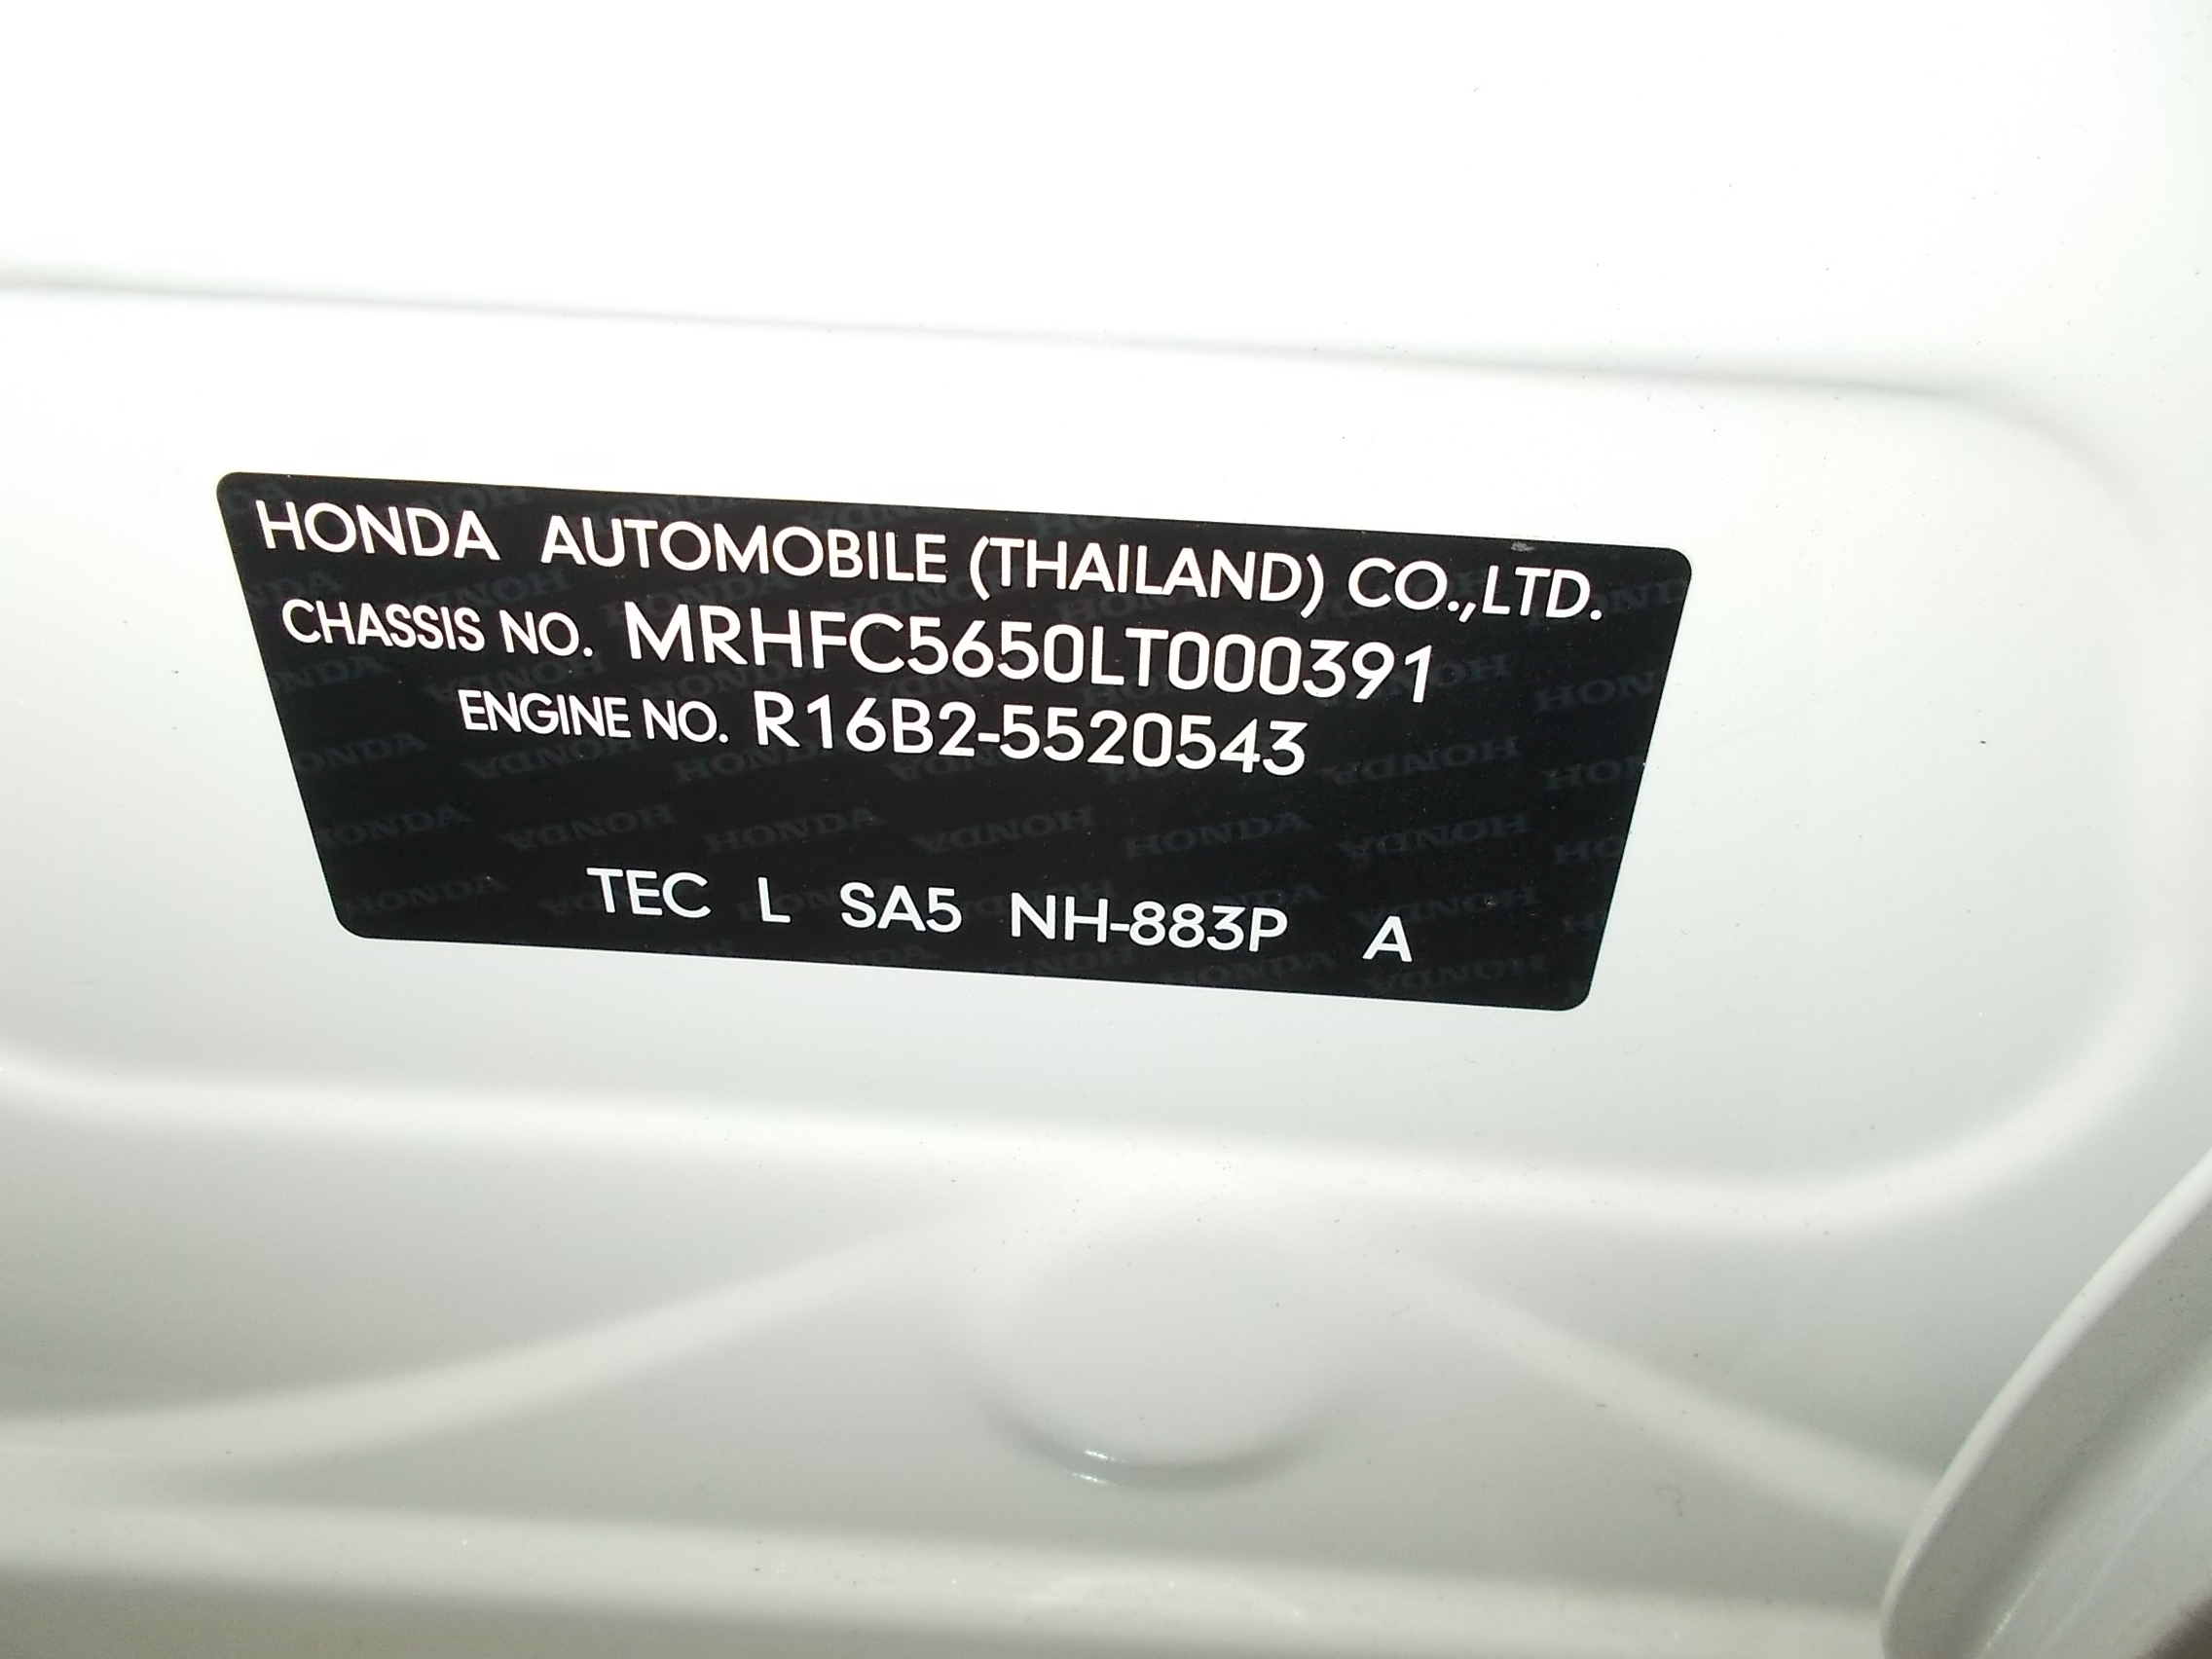 HONDA AUTOMOBILE (THAILAND) CO.,LTD.
CHASSIS NO. MRHFC5650LT000391
ENGINE NO. R16B2-5520543
TEC L SA5 NH-883P A